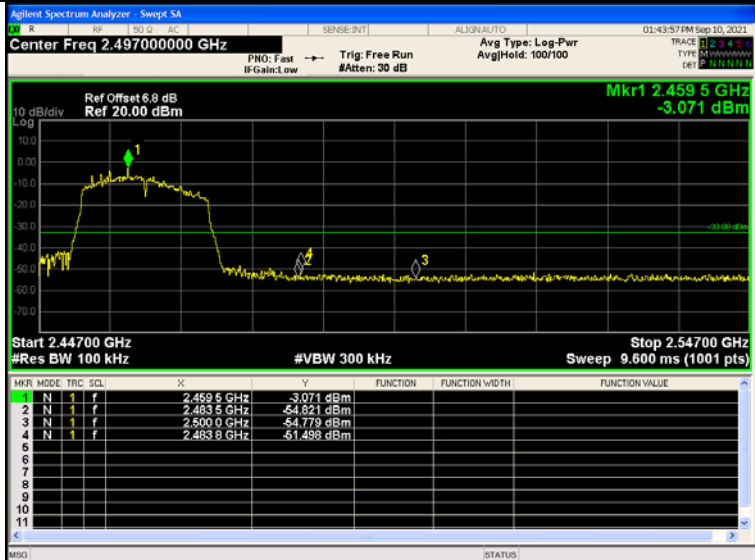 Agilent Spectrum Analyzer - Swept SA
R RF 50 Ω AC SENSE:INT ALIGN AUTO 01:43:57 PM Sep 10, 2021
Center Freq 2.497000000 GHz
PNO: Fast
IFGain:Low
Trig: Free Run
#Atten: 30 dB
Avg Type: Log-Pwr
Avg|Hold: 100/100
TRACE 1 2 3 4 5 6
TYPE M WWWWW
DET P N N N N N
Mkr1 2.459 5 GHz
-3.071 dBm
Ref Offset 6.8 dB
10 dB/div Ref 20.00 dBm
Log
10.0
0.00
-10.0
-20.0
-30.0
-40.0
-50.0
-60.0
-70.0
1
2
3
4
Start 2.44700 GHz
#Res BW 100 kHz
#VBW 300 kHz
Stop 2.54700 GHz
Sweep 9.600 ms (1001 pts)
MKR MODE TRC SCL X Y FUNCTION FUNCTION WIDTH FUNCTION VALUE
1 N 1 f 2.459 5 GHz -3.071 dBm
2 N 1 f 2.483 5 GHz -54.821 dBm
3 N 1 f 2.500 0 GHz -54.779 dBm
4 N 1 f 2.483 8 GHz -51.498 dBm
5
6
7
8
9
10
11
MSG STATUS